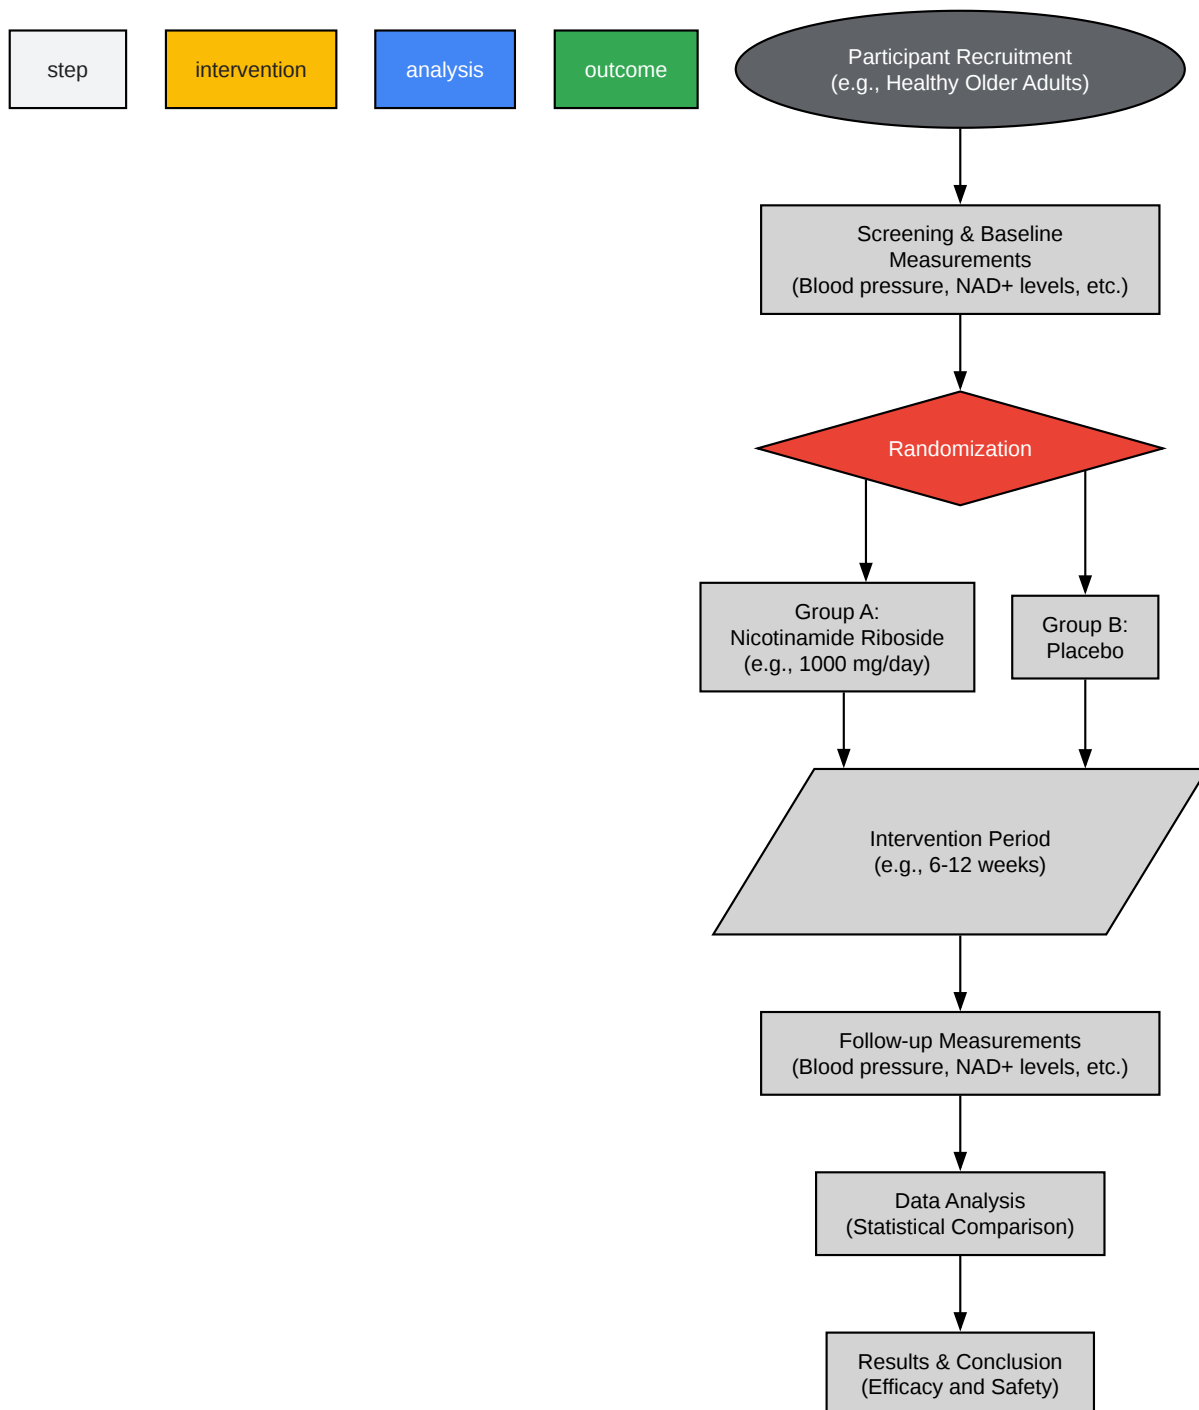 step
intervention
analysis
outcome
Participant Recruitment
(e.g., Healthy Older Adults)
Screening & Baseline
Measurements
(Blood pressure, NAD+ levels, etc.)
Randomization
Group A:
Nicotinamide Riboside
(e.g., 1000 mg/day)
Group B:
Placebo
Intervention Period
(e.g., 6-12 weeks)
Follow-up Measurements
(Blood pressure, NAD+ levels, etc.)
Data Analysis
(Statistical Comparison)
Results & Conclusion
(Efficacy and Safety)